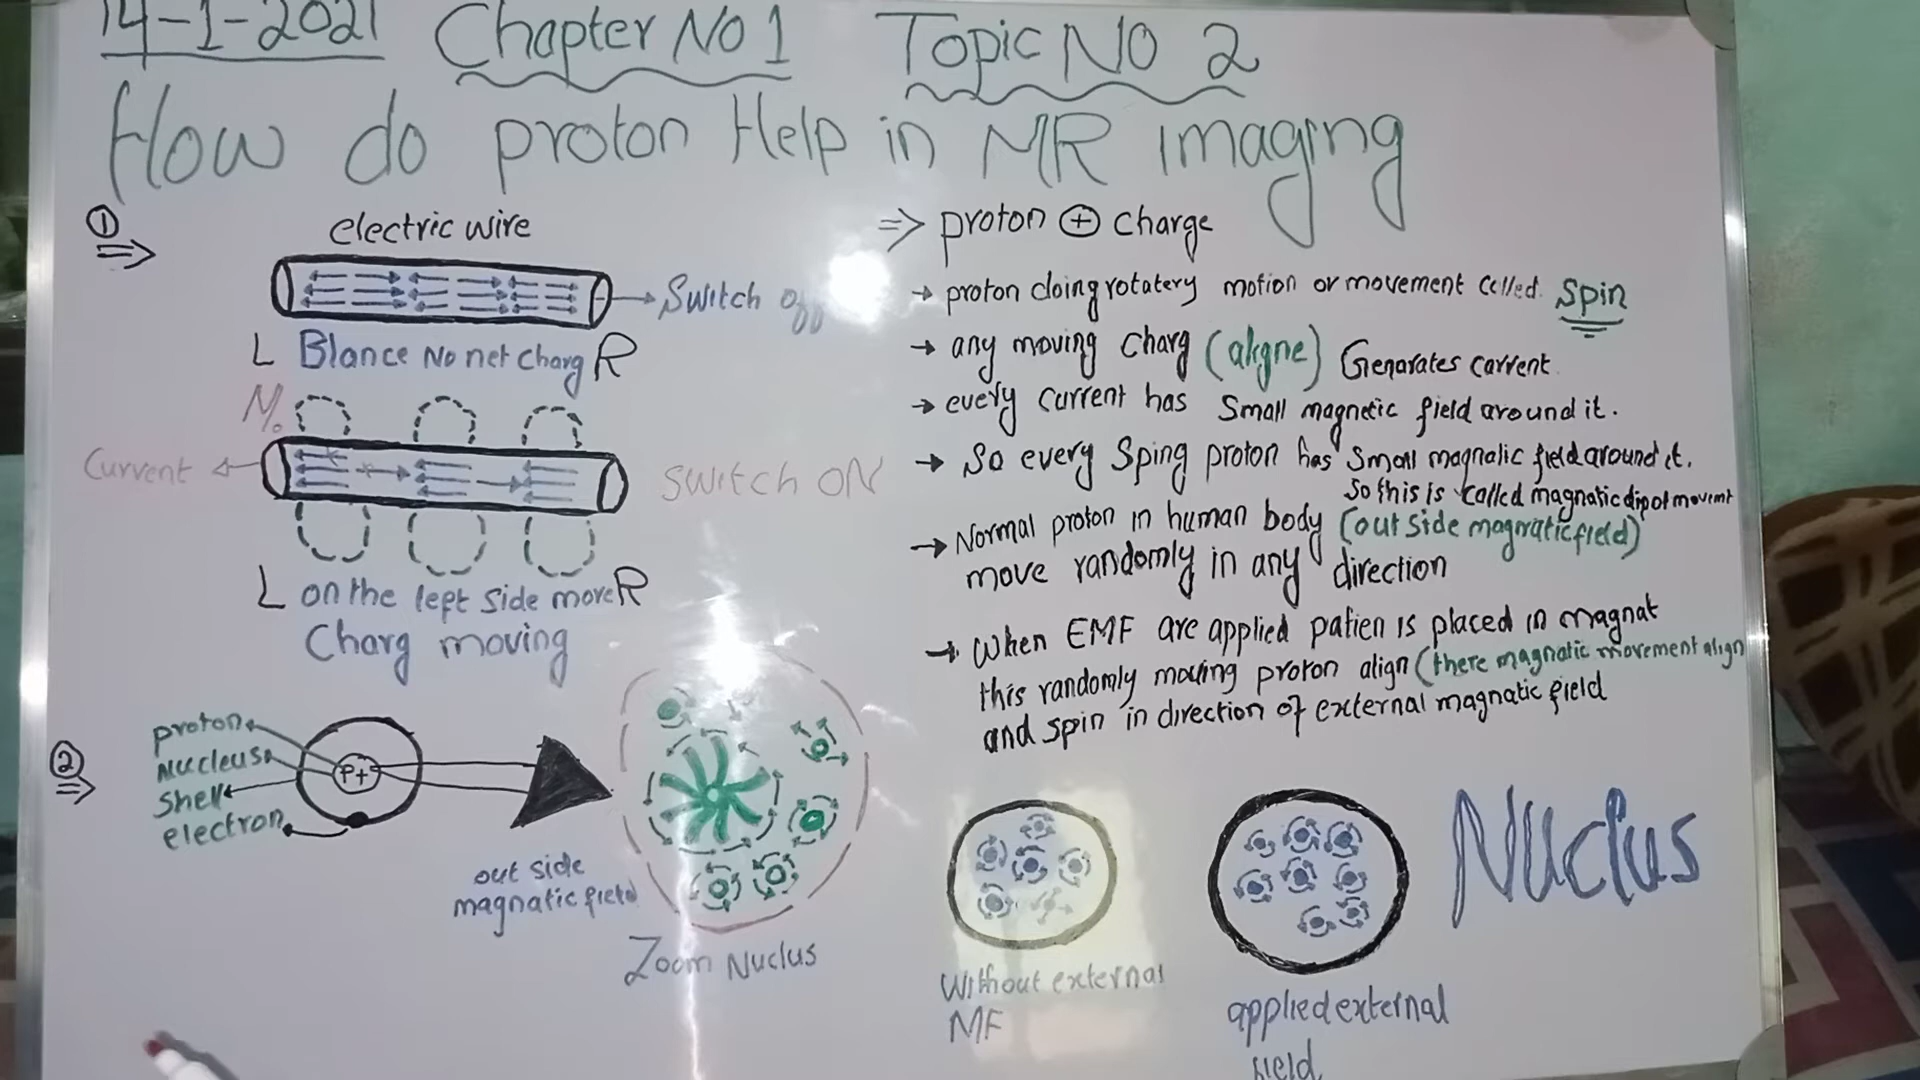 14-1-2021 Chapter No 1 Topic No 2
How do proton Help in MR imaging
1
electric wire
Switch off
L Blance No net Charg R
M.
Current
Switch ON
L on the left side move R
Charg moving
2
proton
Nucleus
Shell
electron
P+
out side
magnatic field
Zoom Nuclus
⇒ proton ⊕ charge
→ proton doing rotatery motion or movement called. Spin
→ any moving Charg (aligne) Genarates current.
→ every current has small magnetic field around it.
→ So every Sping proton has small magnatic field around it.
So this is called magnatic dipol movemt
→ Normal proton in human body (out side magnatic field)
move randomly in any direction
→ When EMF are applied patien is placed in magnat
this randomly moving proton align (there magnatic movement align
and spin in direction of external magnatic field
Without external
MF
applied external
field.
Nuclus